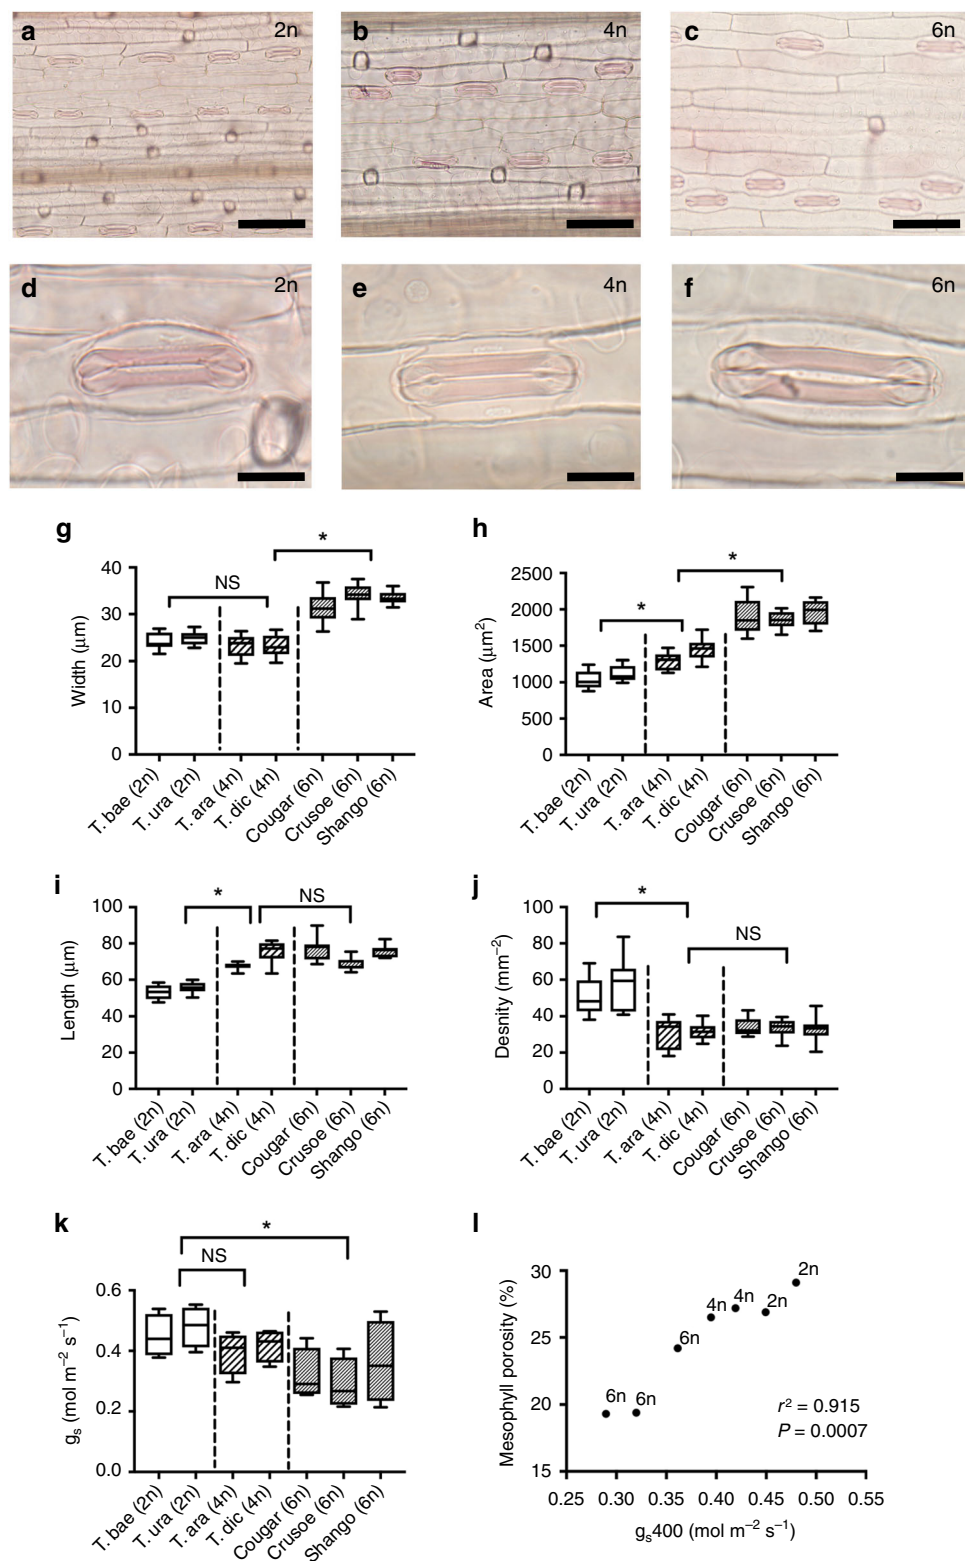 a 2n
b 4n
c 6n
d 2n
e 4n
f 6n
g
*
NS
40
30
20
10
0
Width (µm)
T. bae (2n)
T. ura (2n)
T. ara (4n)
T. dic (4n)
Cougar (6n)
Crusoe (6n)
Shango (6n)
h
*
*
2500
2000
1500
1000
500
0
Area (µm²)
T. bae (2n)
T. ura (2n)
T. ara (4n)
T. dic (4n)
Cougar (6n)
Crusoe (6n)
Shango (6n)
i
*
NS
100
80
60
40
20
0
Length (µm)
T. bae (2n)
T. ura (2n)
T. ara (4n)
T. dic (4n)
Cougar (6n)
Crusoe (6n)
Shango (6n)
j
*
NS
100
80
60
40
20
0
Desnity (mm⁻²)
T. bae (2n)
T. ura (2n)
T. ara (4n)
T. dic (4n)
Cougar (6n)
Crusoe (6n)
Shango (6n)
k
*
NS
0.6
0.4
0.2
0.0
gₛ (mol m⁻² s⁻¹)
T. bae (2n)
T. ura (2n)
T. ara (4n)
T. dic (4n)
Cougar (6n)
Crusoe (6n)
Shango (6n)
l
30
25
20
15
Mesophyll porosity (%)
2n
4n 4n 2n
6n
6n 6n
r² = 0.915
P = 0.0007
0.25 0.30 0.35 0.40 0.45 0.50 0.55
gₛ400 (mol m⁻² s⁻¹)